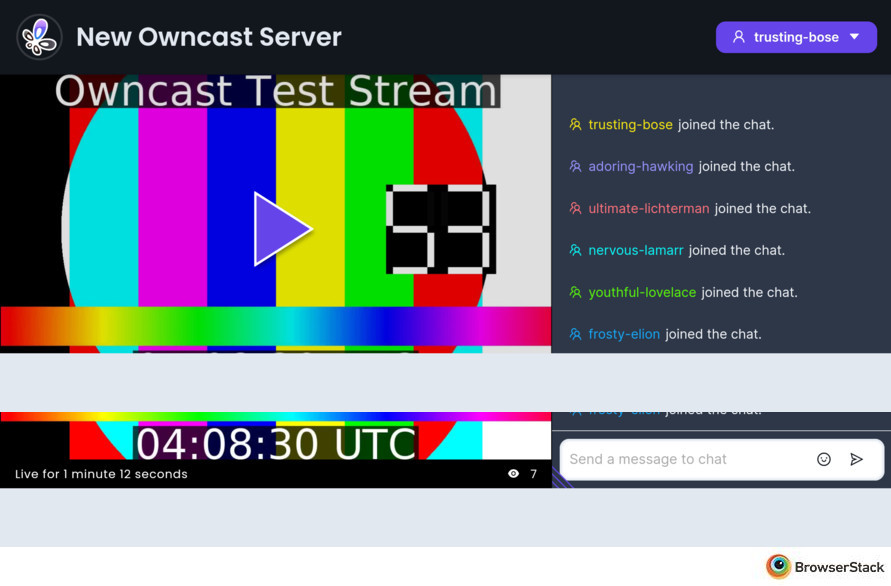 New Owncast Server
trusting-bose
Owncast Test Stream
59
trusting-bose joined the chat.
adoring-hawking joined the chat.
ultimate-lichterman joined the chat.
nervous-lamarr joined the chat.
youthful-lovelace joined the chat.
frosty-elion joined the chat.
frosty-elion joined the chat.
04:08:30 UTC
Live for 1 minute 12 seconds
7
Send a message to chat
BrowserStack